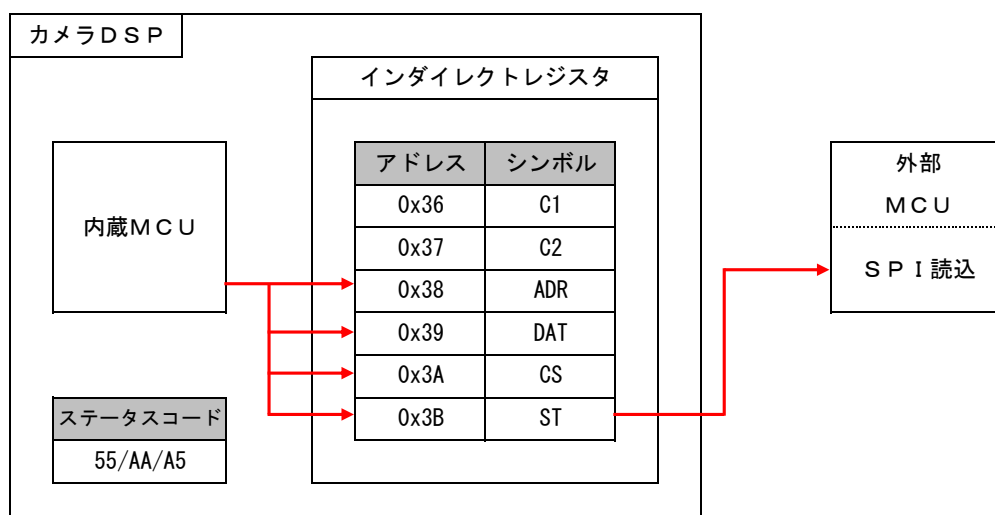 カメラDSP
インダイレクトレジスタ
内蔵MCU
アドレス シンボル
0x36 C1
0x37 C2
0x38 ADR
0x39 DAT
0x3A CS
0x3B ST
外部
MCU
SPI読込
ステータスコード
55/AA/A5